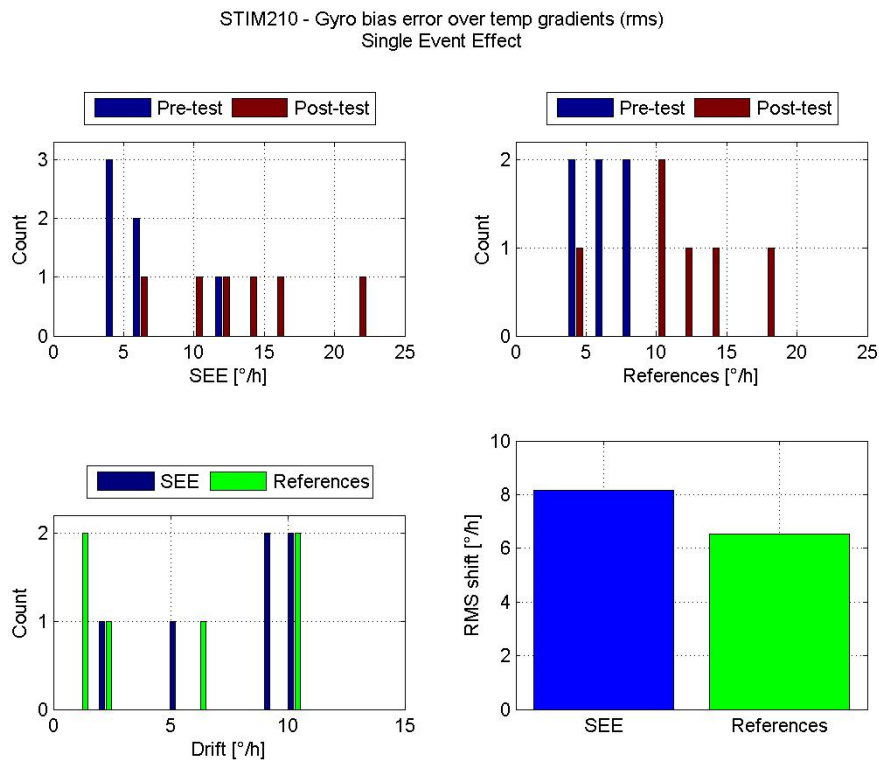 STIM210 - Gyro bias error over temp gradients (rms)
Single Event Effect
Pre-test Post-test
3
2
1
0
Count
0 5 10 15 20 25
SEE [°/h]
Pre-test Post-test
2
1
0
Count
0 5 10 15 20 25
References [°/h]
SEE References
2
1
0
Count
0 5 10 15
Drift [°/h]
10
8
6
4
2
0
RMS shift [°/h]
SEE References